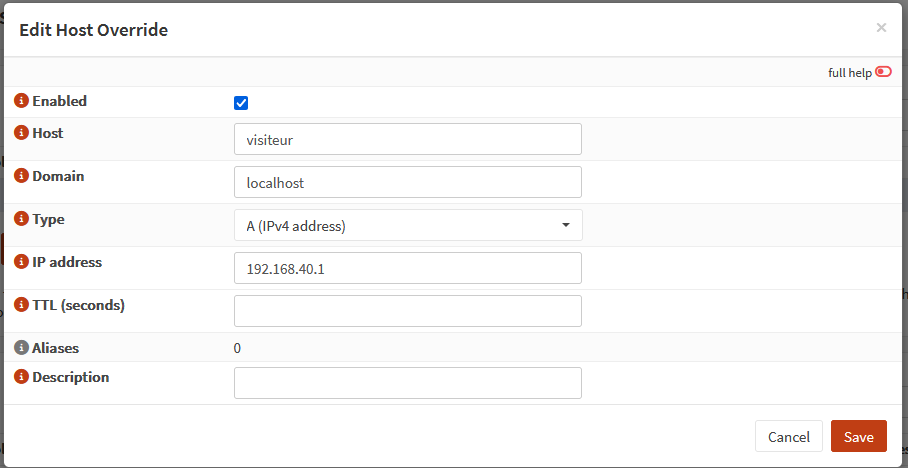 Edit Host Override
×
full help
Enabled
Host
visiteur
Domain
localhost
Type
A (IPv4 address)
IP address
192.168.40.1
TTL (seconds)
Aliases
0
Description
Cancel
Save